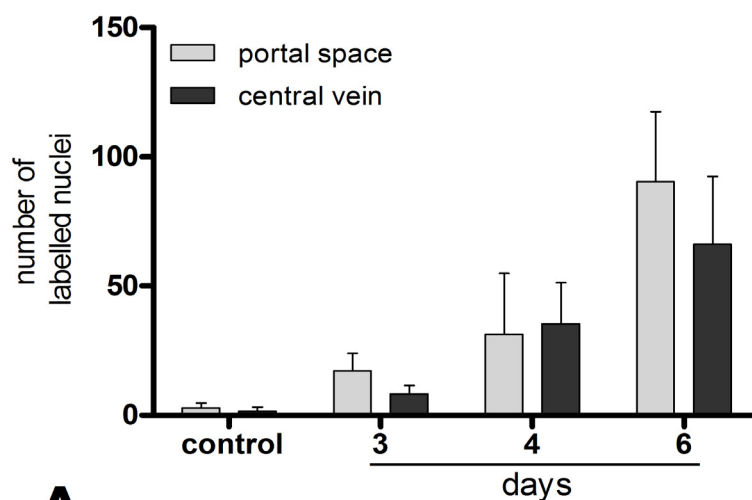 150
100
50
0
number of
labelled nuclei
portal space
central vein
control
3
4
6
days
A